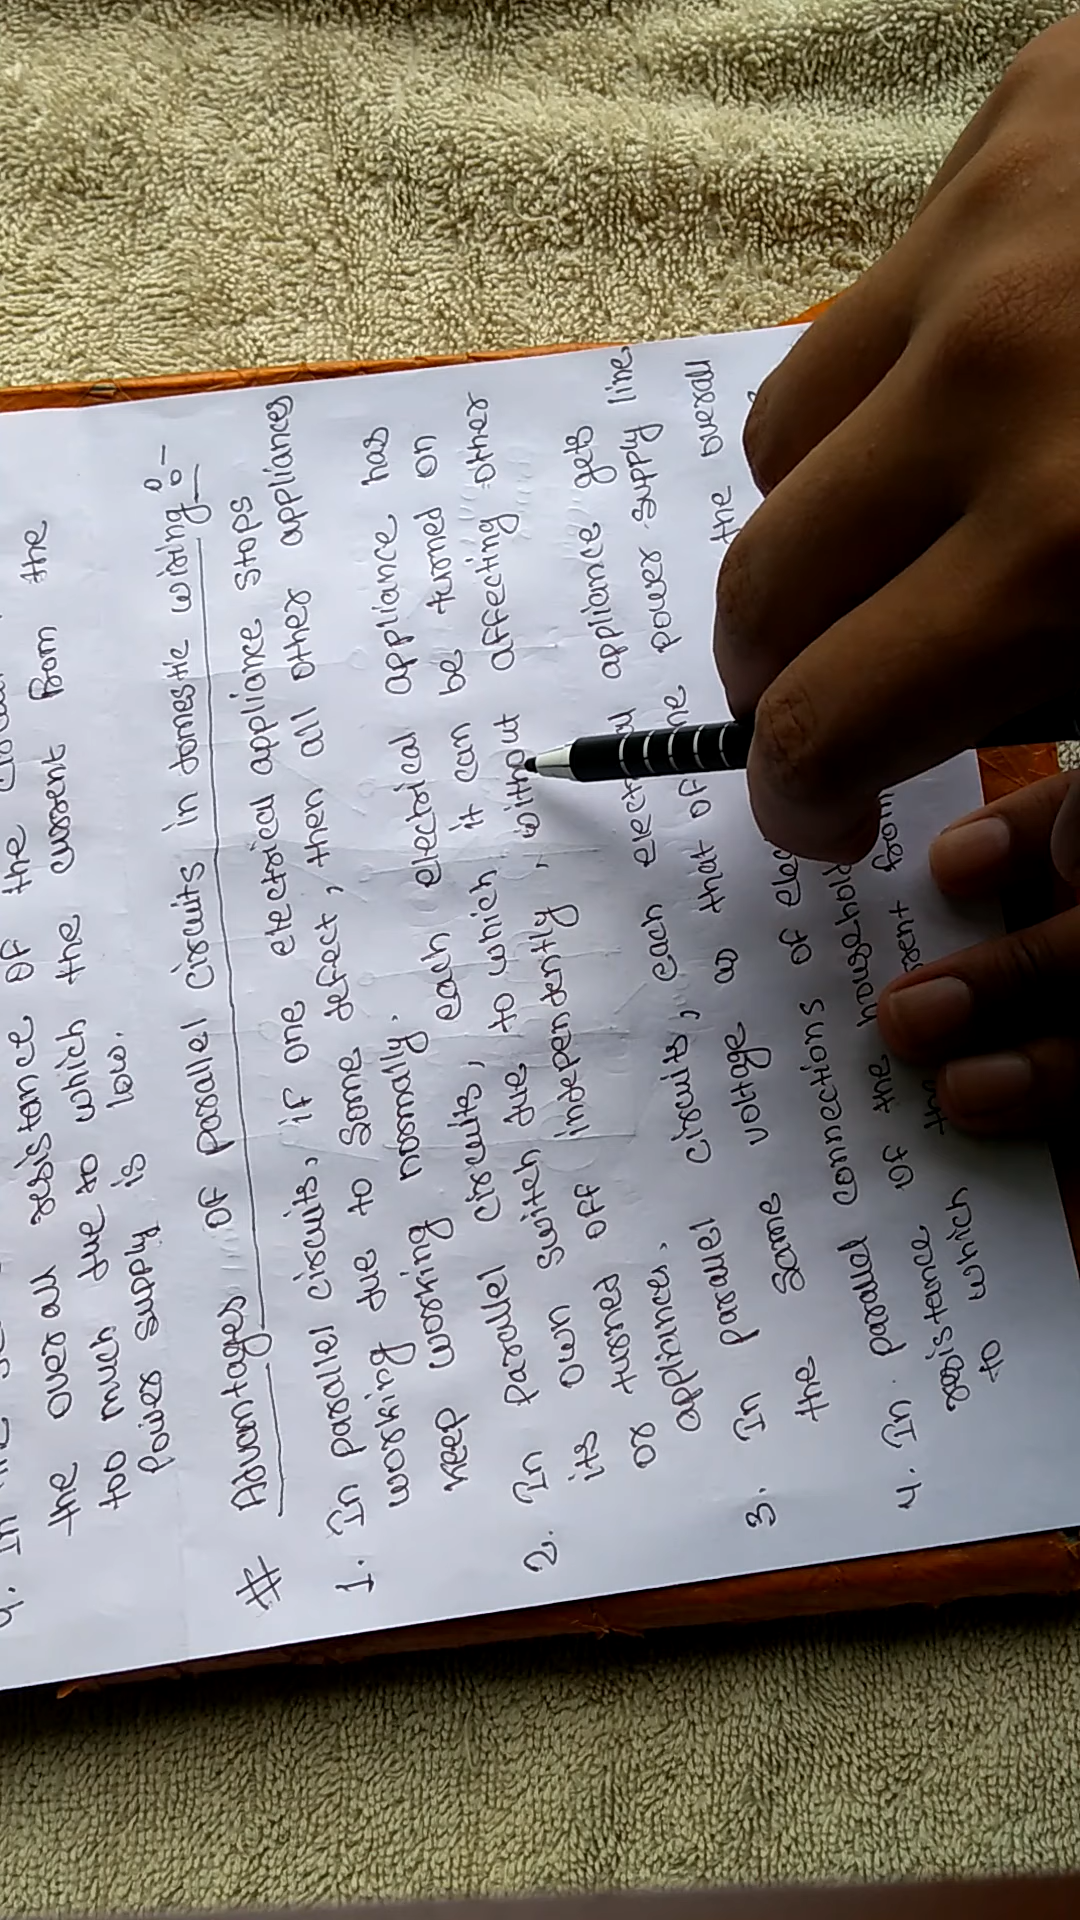 the over all resistance of the
too much due to which the current from the
power supply is low.
# Advantages of parallel circuits in domestic wiring :-
1. In parallel circuits, if one electrical appliance stops
working due to some defect, then all other appliances
keep working normally.
2. In parallel circuits, each electrical appliance has
its own switch due to which it can be turned on
or turned off independently, without affecting other
appliances.
3. In parallel circuits, each appliance gets
the same voltage as that of power supply line.
4. In parallel connections of the overall
resistance of the household
to which from